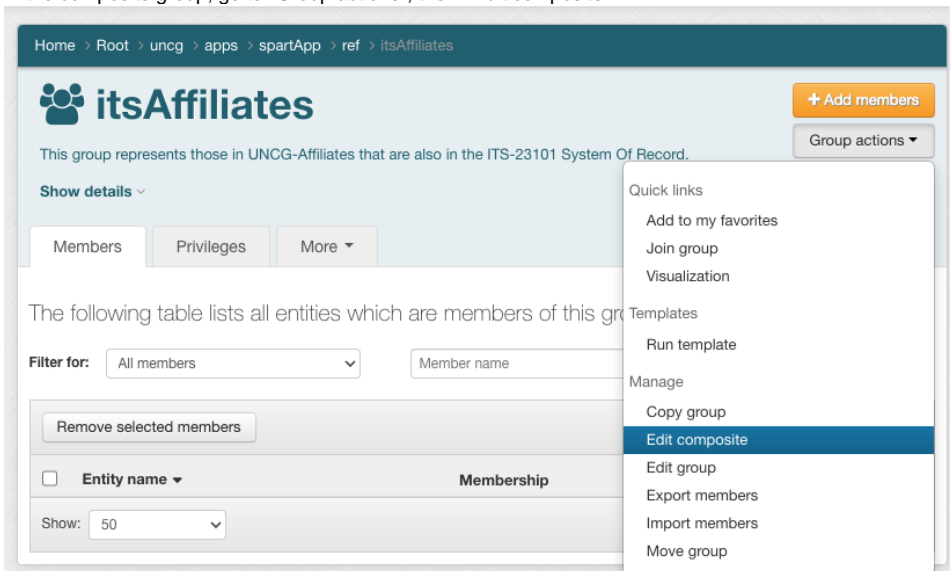 Home > Root > uncg > apps > spartApp > ref > itsAffiliates
itsAffiliates
+ Add members
Group actions
This group represents those in UNCG-Affiliates that are also in the ITS-23101 System Of Record.
Show details
Quick links
Add to my favorites
Join group
Visualization
Members Privileges More
The following table lists all entities which are members of this gr
Templates
Run template
Filter for: All members Member name
Manage
Copy group
Remove selected members
Edit composite
Edit group
Entity name Membership
Export members
Import members
Show: 50
Move group